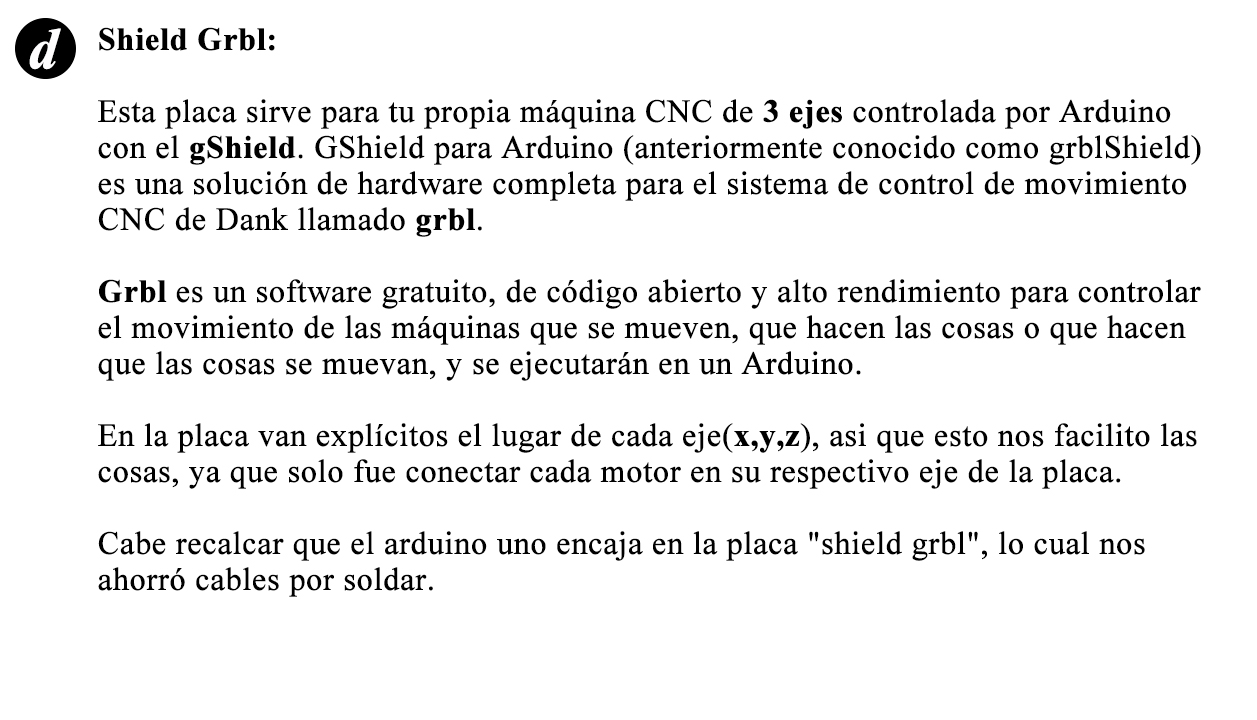 d
Shield Grbl:
Esta placa sirve para tu propia máquina CNC de 3 ejes controlada por Arduino
con el gShield. GShield para Arduino (anteriormente conocido como grblShield)
es una solución de hardware completa para el sistema de control de movimiento
CNC de Dank llamado grbl.
Grbl es un software gratuito, de código abierto y alto rendimiento para controlar
el movimiento de las máquinas que se mueven, que hacen las cosas o que hacen
que las cosas se muevan, y se ejecutarán en un Arduino.
En la placa van explícitos el lugar de cada eje(x,y,z), asi que esto nos facilito las
cosas, ya que solo fue conectar cada motor en su respectivo eje de la placa.
Cabe recalcar que el arduino uno encaja en la placa "shield grbl", lo cual nos
ahorró cables por soldar.